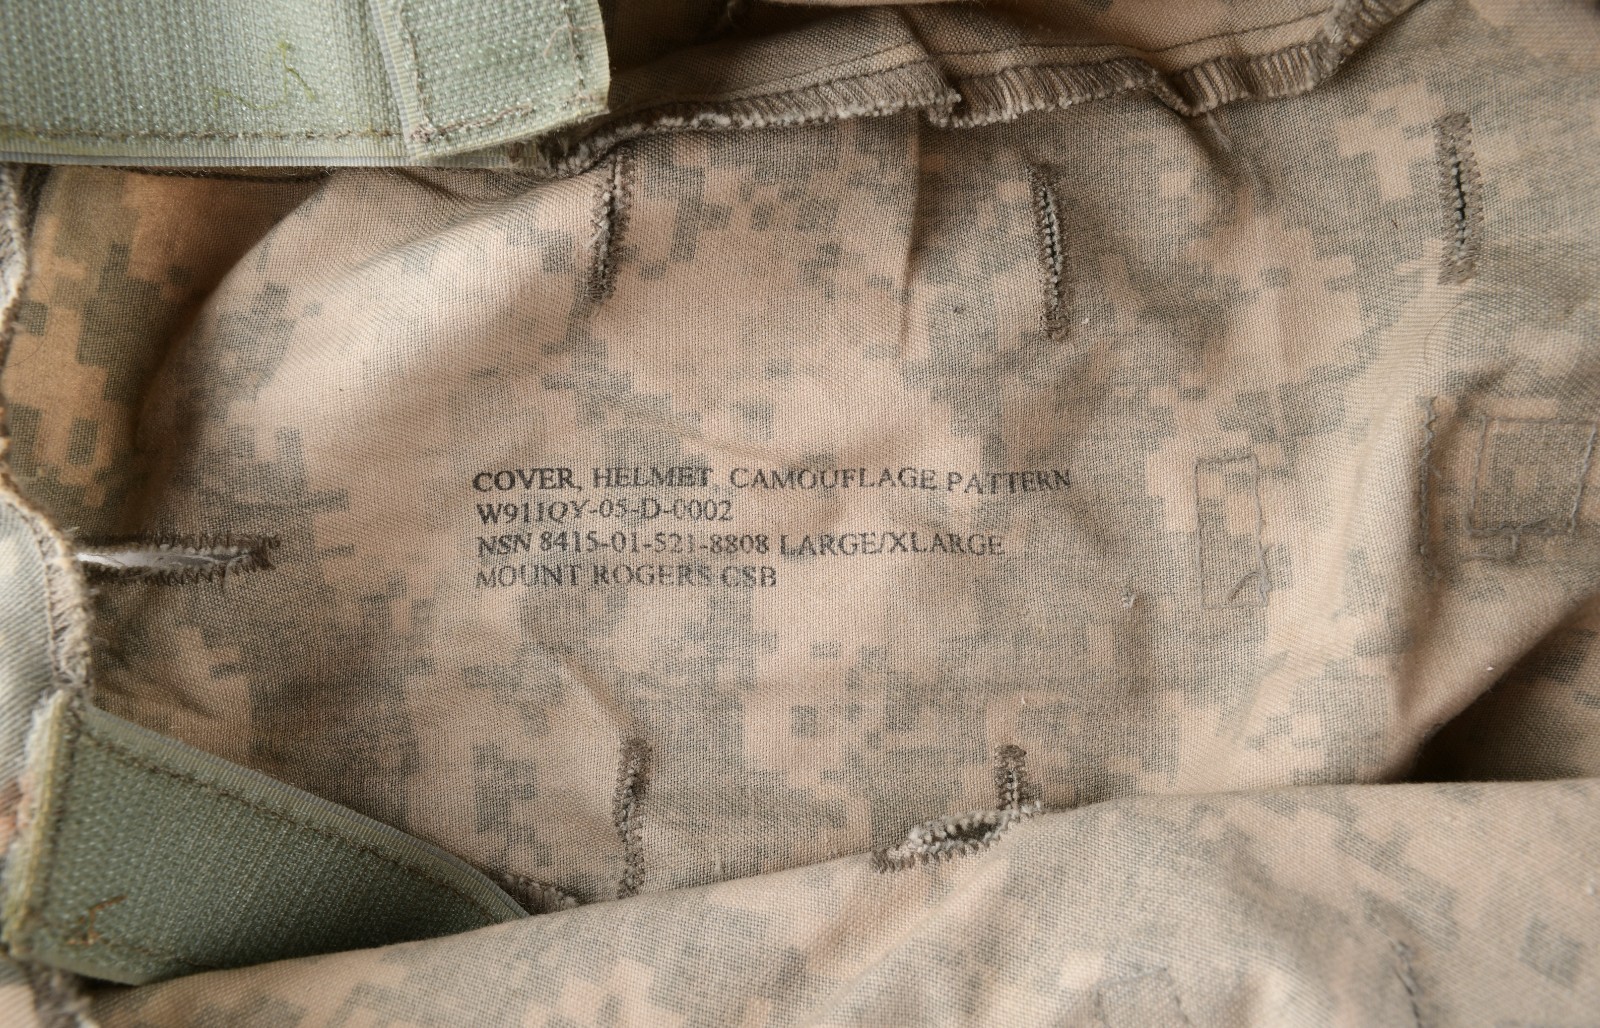 COVER, HELMET, CAMOUFLAGE PATTERN
W911QY-05-D-0002
NSN 8415-01-521-8808 LARGE/XLARGE
MOUNT ROGERS CSB